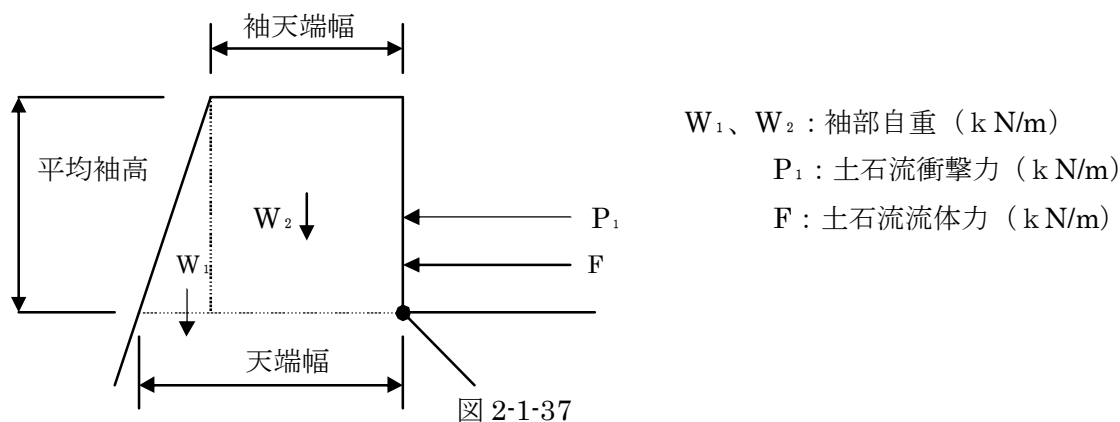 袖天端幅
平均袖高
W₁、W₂：袖部自重（ｋN/m）
P₁：土石流衝撃力（ｋN/m）
F：土石流流体力（ｋN/m）
W₂
P₁
W₁
F
天端幅
図 2-1-37